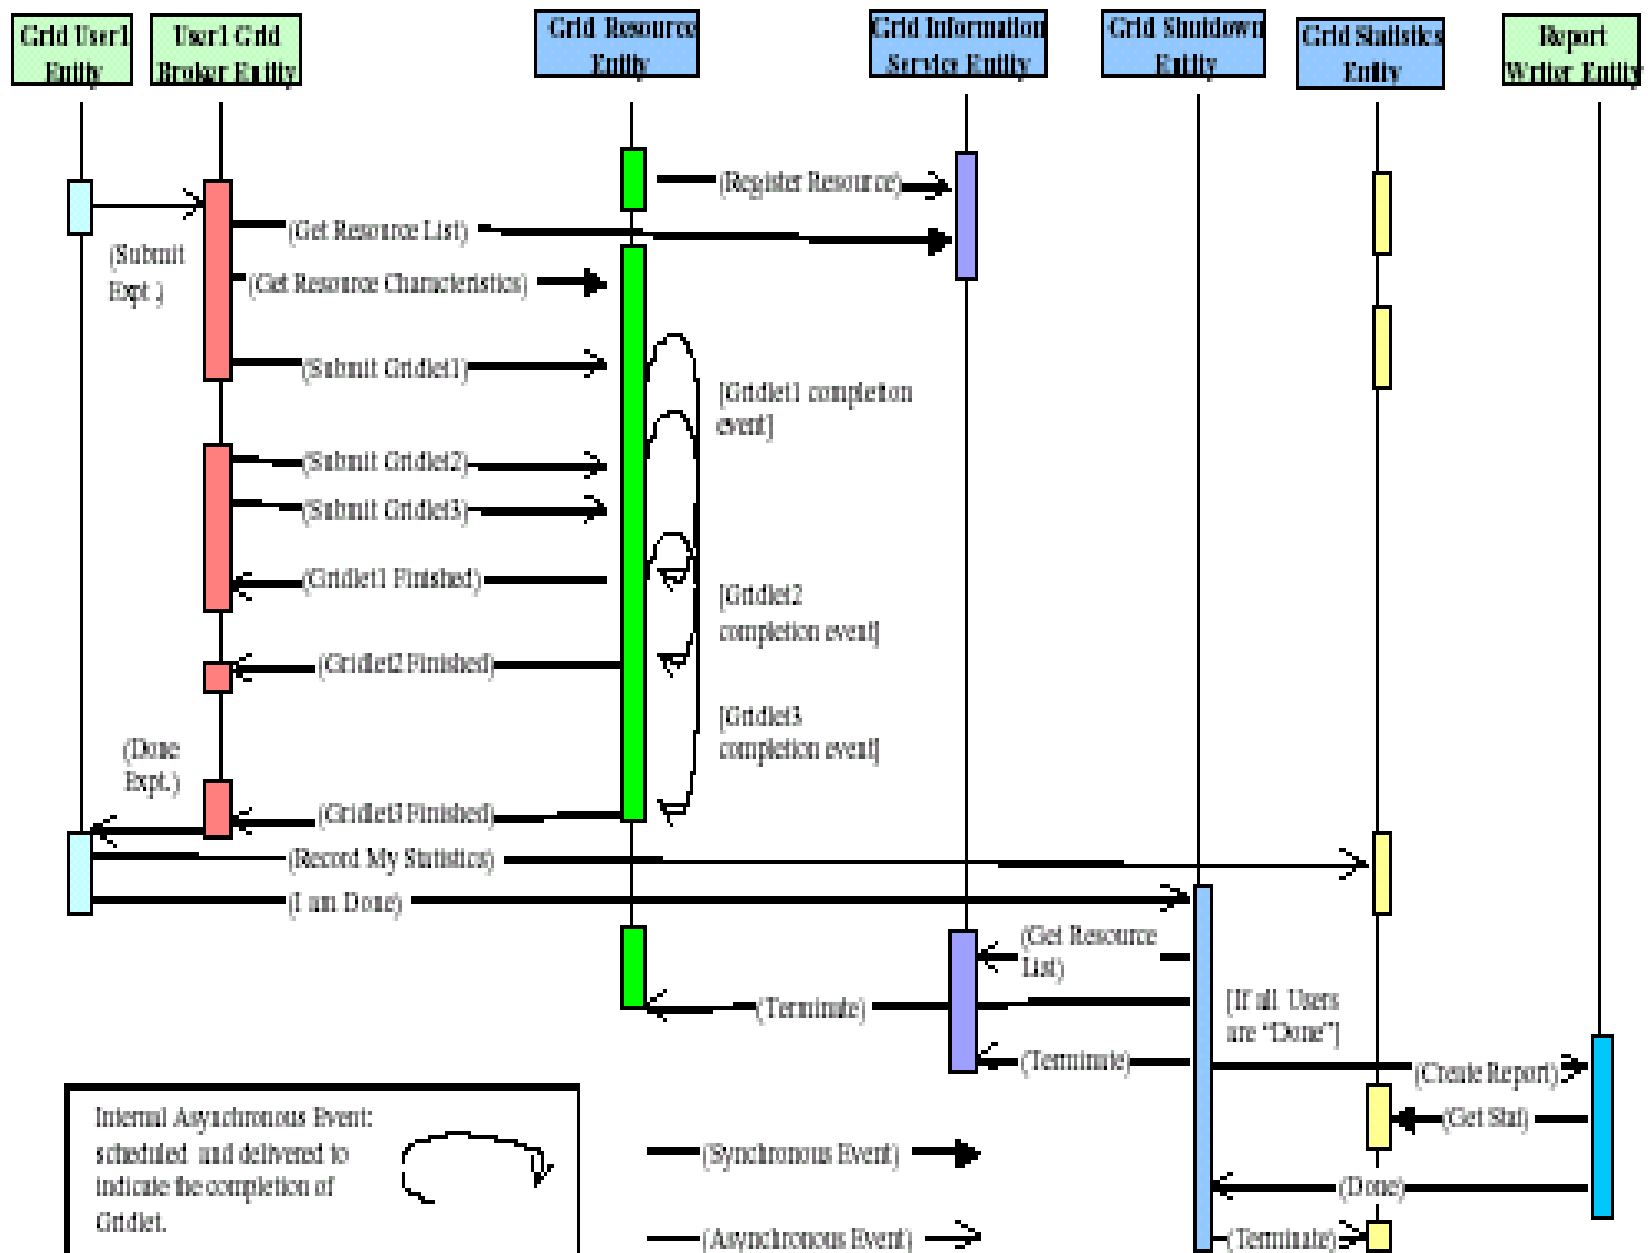 Grid User1
Entity
User1 Grid
Broker Entity
Grid Resource
Entity
Grid Information
Service Entity
Grid Shutdown
Entity
Grid Statistics
Entity
Report
Writer Entity
(Register Resource)
(Get Resource List)
(Submit
Expt.)
(Get Resource Characteristics)
(Submit Gridlet1)
[Gridlet1 completion
event]
(Submit Gridlet2)
(Submit Gridlet3)
(Gridlet1 Finished)
[Gridlet2
completion event]
(Gridlet2 Finished)
[Gridlet3
completion event]
(Done
Expt.)
(Gridlet3 Finished)
(Record My Statistics)
(I am Done)
(Get Resource
List)
(Terminate)
[If all Users
are “Done”]
(Terminate)
(Create Report)
(Get Stat)
(Done)
(Terminate)
Internal Asynchronous Event:
scheduled and delivered to
indicate the completion of
Gridlet.
(Synchronous Event)
(Asynchronous Event)